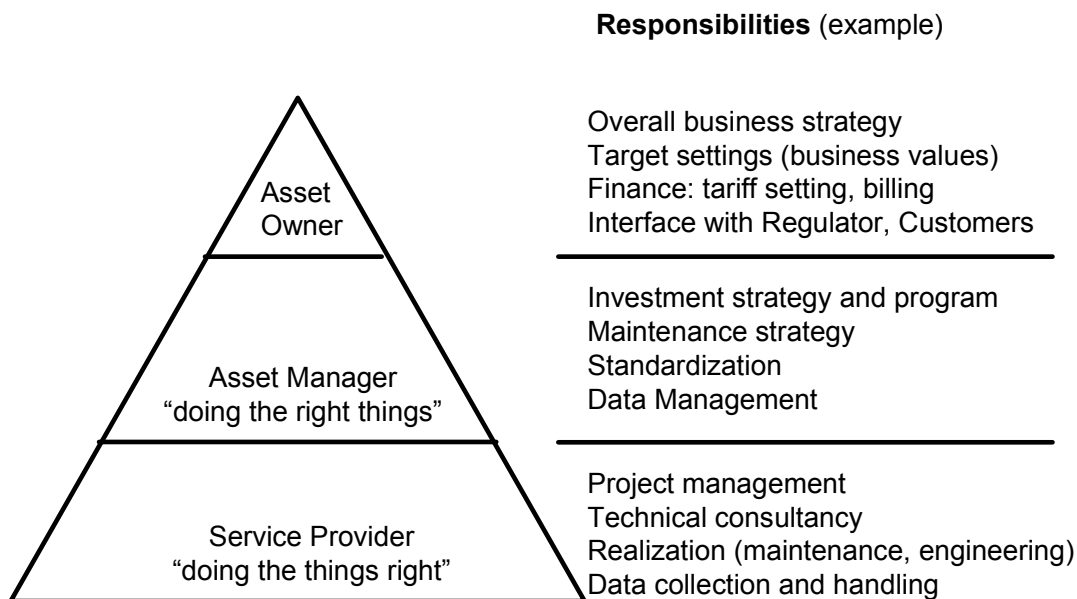 Responsibilities (example)
Asset
Owner
Overall business strategy
Target settings (business values)
Finance: tariff setting, billing
Interface with Regulator, Customers
Asset Manager
“doing the right things”
Investment strategy and program
Maintenance strategy
Standardization
Data Management
Service Provider
“doing the things right”
Project management
Technical consultancy
Realization (maintenance, engineering)
Data collection and handling